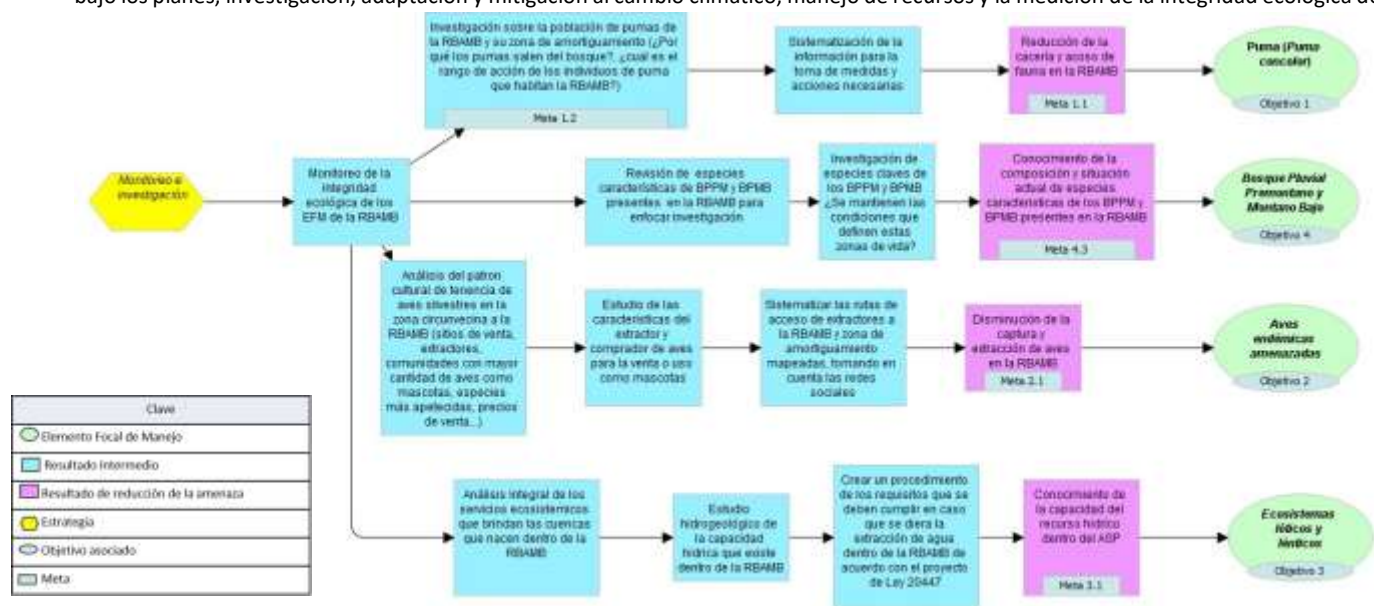 bajo los planes, investigación, adaptación y mitigación al cambio climático, manejo de recursos y la medición de la integridad ecológica de
Investigación sobre la población de pumas de
la RBAMB y su zona de amortiguamiento (¿Por
qué los pumas salen del bosque?, ¿cual es el
rango de acción de los individuos de puma
que habitan la RBAMB?)
Meta 1.2
Sistematización de la
información para la
toma de medidas y
acciones necesarias
Reducción de la
cacería y acoso de
fauna en la RBAMB
Meta 1.1
Puma (Puma
concolor)
Objetivo 1
Monitoreo e
investigación
Monitoreo de la
integridad
ecológica de los
EFM de la RBAMB
Revisión de especies
características de BPPM y BPMB
presentes en la RBAMB para
enfocar investigación
Investigación de
especies claves de
los BPPM y BPMB
¿Se mantienen las
condiciones que
definen estas
zonas de vida?
Conocimiento de la
composición y situación
actual de especies
características de los BPPM y
BPMB presentes en la RBAMB
Meta 4.3
Bosque Pluvial
Premontano y
Montano Bajo
Objetivo 4
Análisis del patron
cultural de tenencia de
aves silvestres en la
zona circunvecina a la
RBAMB (sitios de venta,
extractores,
comunidades con mayor
cantidad de aves como
mascotas, especies
más apetecidas, precios
de venta...)
Estudio de las
características del
extractor y
comprador de aves
para la venta o uso
como mascotas
Sistematizar las rutas de
acceso de extractores a
la RBAMB y zona de
amortiguamiento
mapeadas, tomando en
cuenta las redes
sociales
Disminución de la
captura y
extracción de aves
en la RBAMB
Meta 2.1
Aves
endémicas
amenazadas
Objetivo 2
Clave
Elemento Focal de Manejo
Resultado Intermedio
Resultado de reducción de la amenaza
Estrategia
Objetivo asociado
Meta
Análisis integral de los
servicios ecosistemicos
que brindan las cuencas
que nacen dentro de la
RBAMB
Estudio
hidrogeológico de
la capacidad
hídrica que existe
dentro de la RBAMB
Crear un procedimiento
de los requisitos que se
deben cumplir en caso
que se diera la
extracción de agua
dentro de la RBAMB de
acuerdo con el proyecto
de Ley 20447
Conocimiento de
la capacidad del
recurso hídrico
dentro del ASP
Meta 3.1
Ecosistemas
lóticos y
lénticos
Objetivo 3